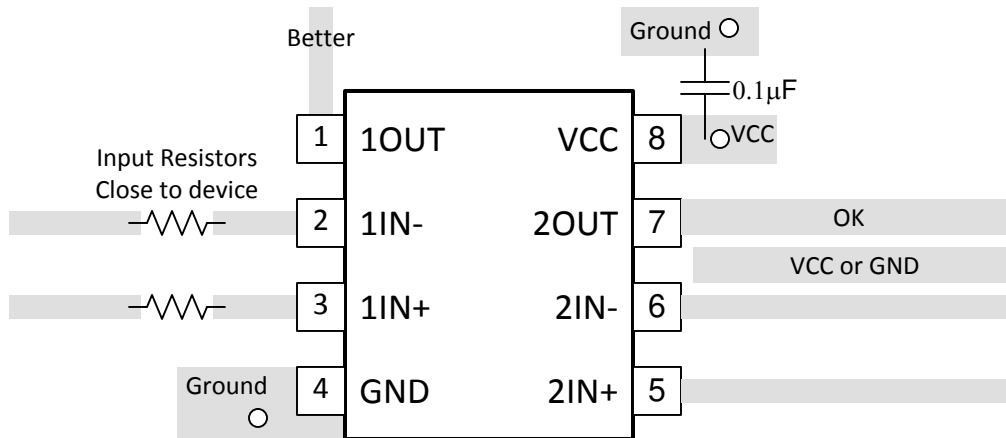 Better
Ground
0.1µF
1 1OUT VCC 8 VCC
Input Resistors
Close to device
2 1IN- 2OUT 7 OK
VCC or GND
3 1IN+ 2IN- 6
Ground
4 GND 2IN+ 5